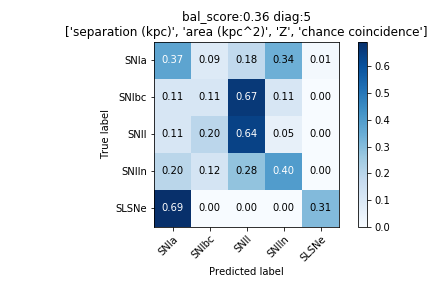 bal_score:0.36 diag:5
['separation (kpc)', 'area (kpc^2)', 'Z', 'chance coincidence']
SNIa 0.37 0.09 0.18 0.34 0.01
SNIbc 0.11 0.11 0.67 0.11 0.00
SNII 0.11 0.20 0.64 0.05 0.00
SNIIn 0.20 0.12 0.28 0.40 0.00
SLSNe 0.69 0.00 0.00 0.00 0.31
True label
SNIa SNIbc SNII SNIIn SLSNe
Predicted label
0.6
0.5
0.4
0.3
0.2
0.1
0.0